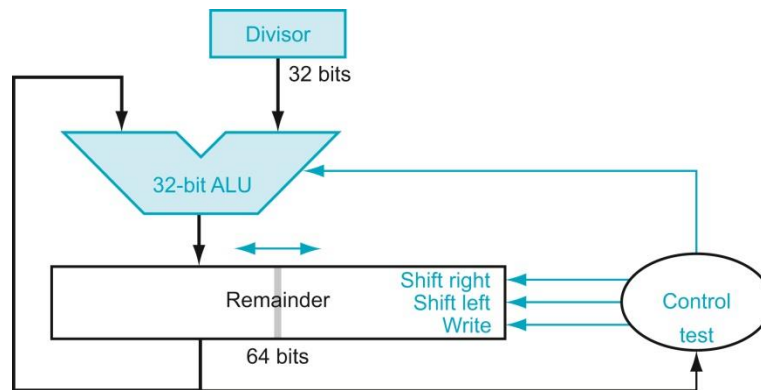 Divisor
32 bits
32-bit ALU
Shift right
Remainder
Shift left
Write
64 bits
Control
test